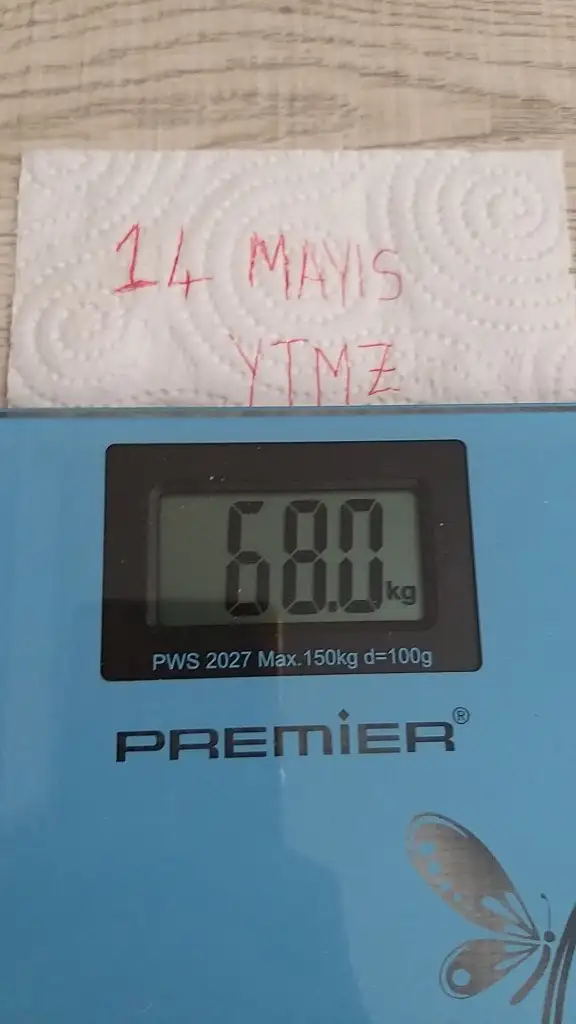 14 MAYIS
YTMZ
68.0 kg
PWS 2027 Max.150kg d=100g
PREMiER®